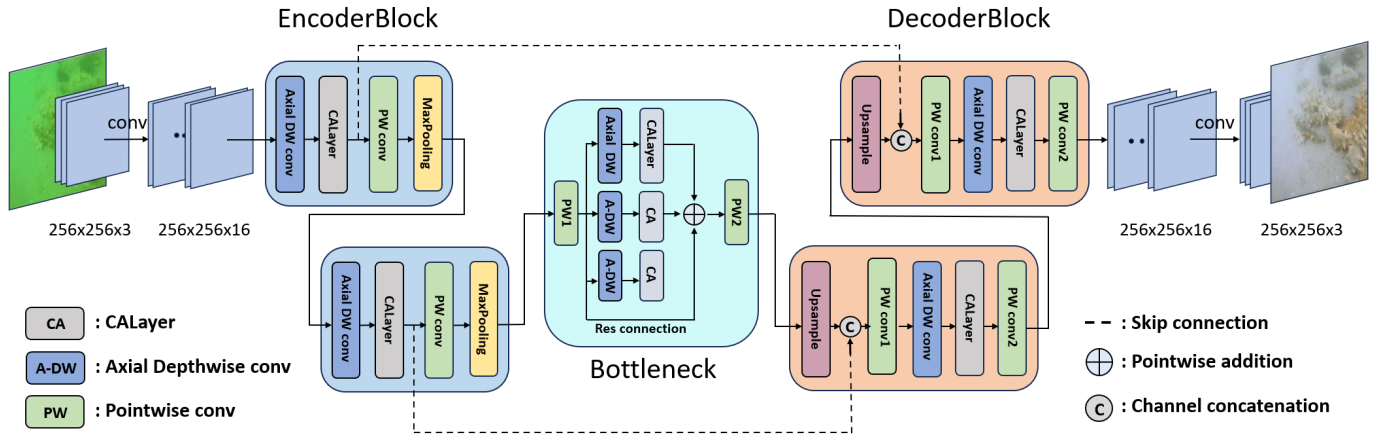 EncoderBlock
DecoderBlock
conv
256x256x3
256x256x16
Axial DW conv
CALayer
PW conv
MaxPooling
Axial DW conv
CALayer
PW conv
MaxPooling
PW1
Axial DW
CALayer
A-DW
CA
A-DW
CA
PW2
Res connection
Bottleneck
Upsample
C
PW conv1
Axial DW conv
CALayer
PW conv2
Upsample
C
PW conv1
Axial DW conv
CALayer
PW conv2
conv
256x256x16
256x256x3
CA : CALayer
A-DW : Axial Depthwise conv
PW : Pointwise conv
: Skip connection
: Pointwise addition
C : Channel concatenation